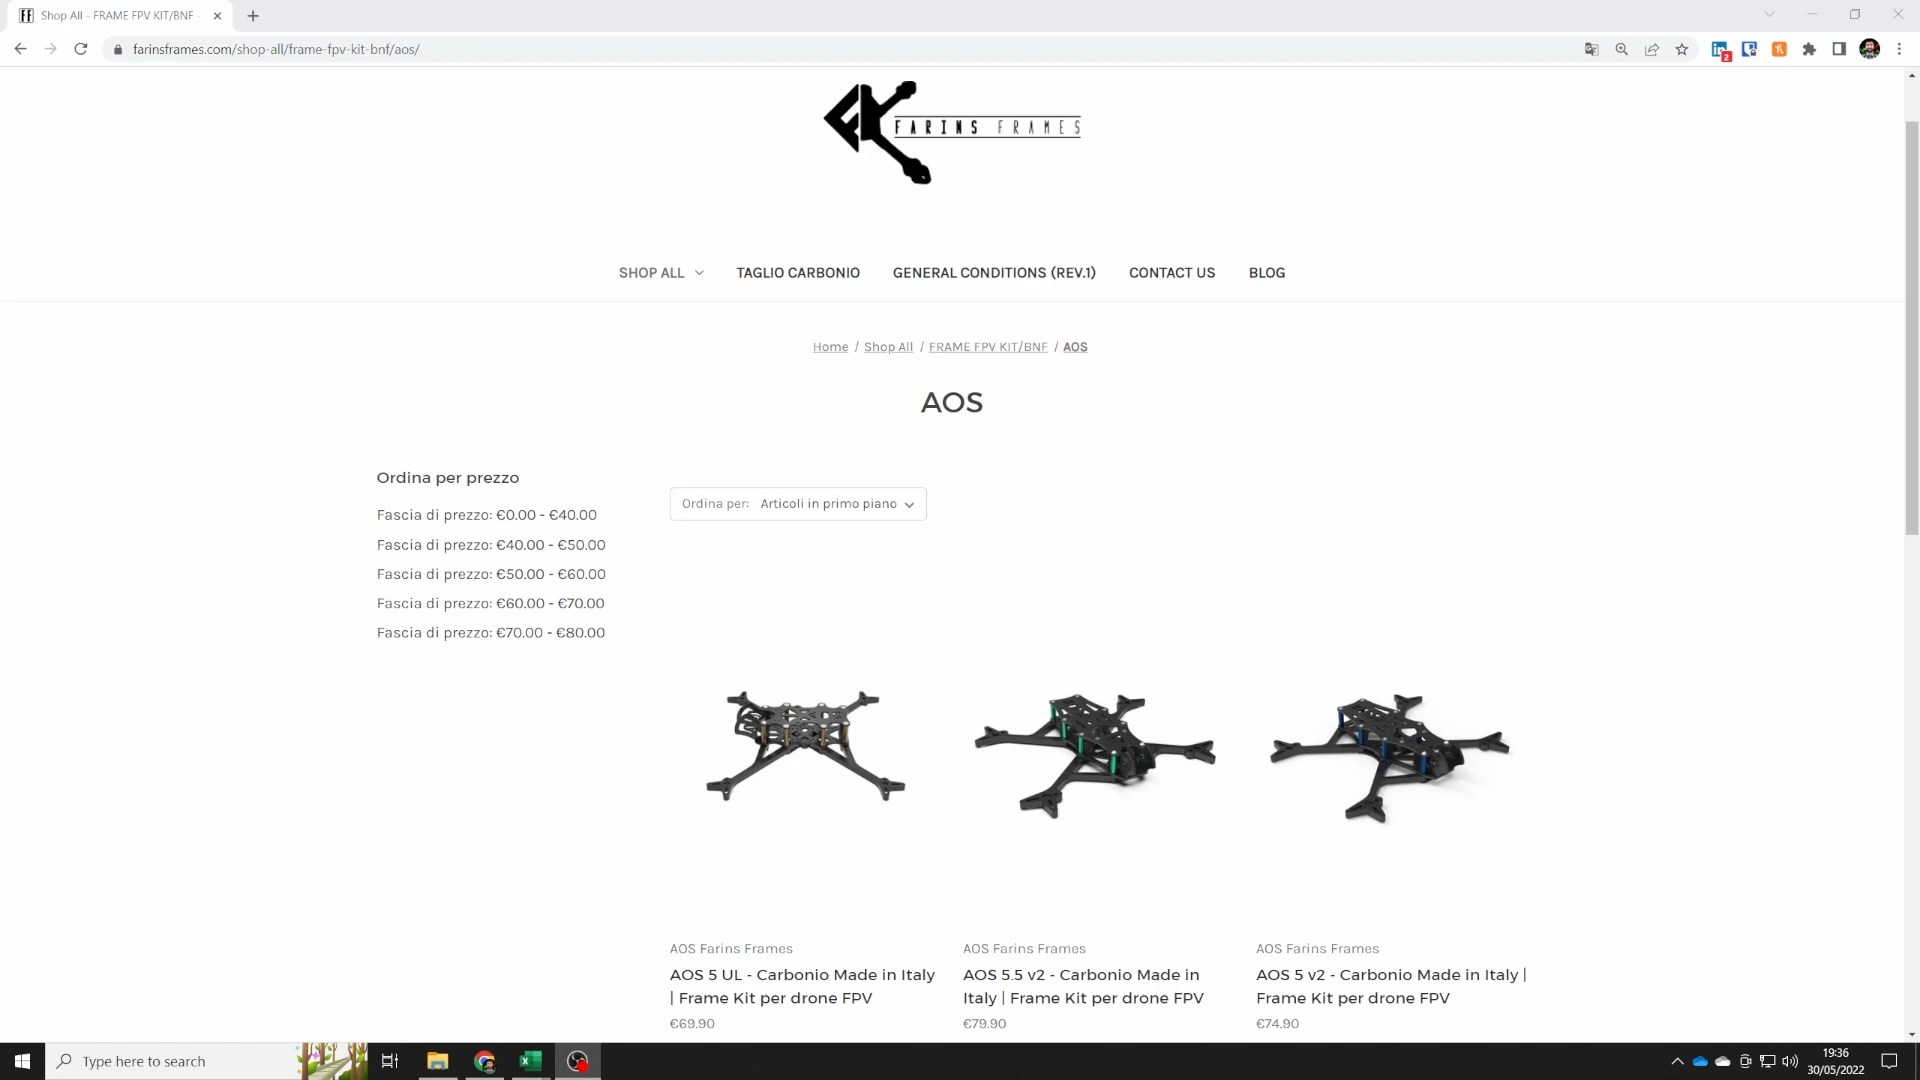 Shop All - FRAME FPV KIT/BNF -
farinsframes.com/shop-all/frame-fpv-kit-bnf/aos/
2
FARINS FRAMES
SHOP ALL
TAGLIO CARBONIO
GENERAL CONDITIONS (REV.1)
CONTACT US
BLOG
Home / Shop All / FRAME FPV KIT/BNF / AOS
AOS
Ordina per prezzo
Fascia di prezzo: €0.00 - €40.00
Fascia di prezzo: €40.00 - €50.00
Fascia di prezzo: €50.00 - €60.00
Fascia di prezzo: €60.00 - €70.00
Fascia di prezzo: €70.00 - €80.00
Ordina per: Articoli in primo piano
AOS Farins Frames
AOS 5 UL - Carbonio Made in Italy
| Frame Kit per drone FPV
€69.90
AOS Farins Frames
AOS 5.5 v2 - Carbonio Made in
Italy | Frame Kit per drone FPV
€79.90
AOS Farins Frames
AOS 5 v2 - Carbonio Made in Italy |
Frame Kit per drone FPV
€74.90
Type here to search
19:36
30/05/2022